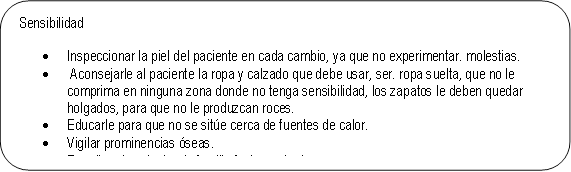 Sensibilidad
• Inspeccionar la piel del paciente en cada cambio, ya que no experimentar. molestias.
• Aconsejarle al paciente la ropa y calzado que debe usar, ser. ropa suelta, que no le
comprima en ninguna zona donde no tenga sensibilidad, los zapatos le deben quedar
holgados, para que no le produzcan roces.
• Educarle para que no se sitúe cerca de fuentes de calor.
• Vigilar prominencias óseas.